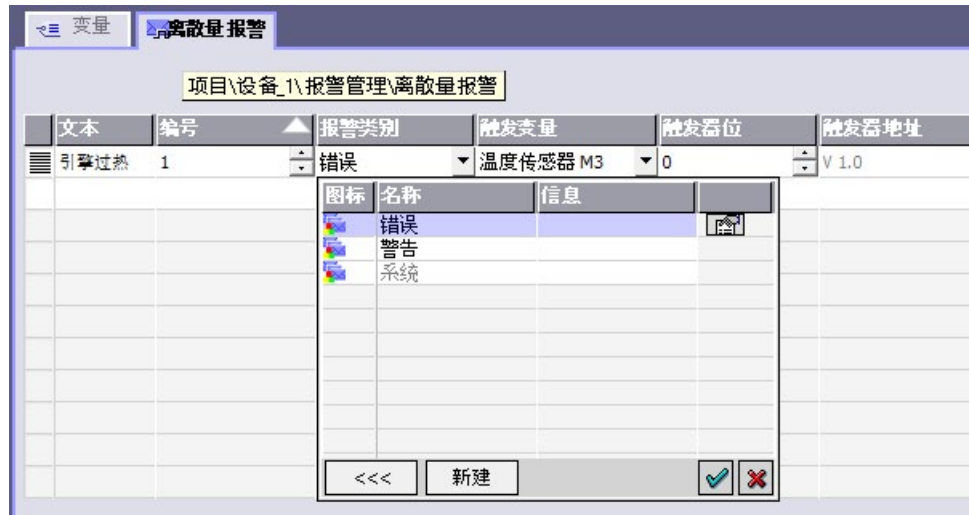 变量 离散量报警
项目\设备_1\报警管理\离散量报警
文本 编号 报警类别 触发变量 触发器位 触发器地址
引擎过热 1 错误 温度传感器 M3 0 V 1.0
图标 名称 信息
错误
警告
系统
<<< 新建